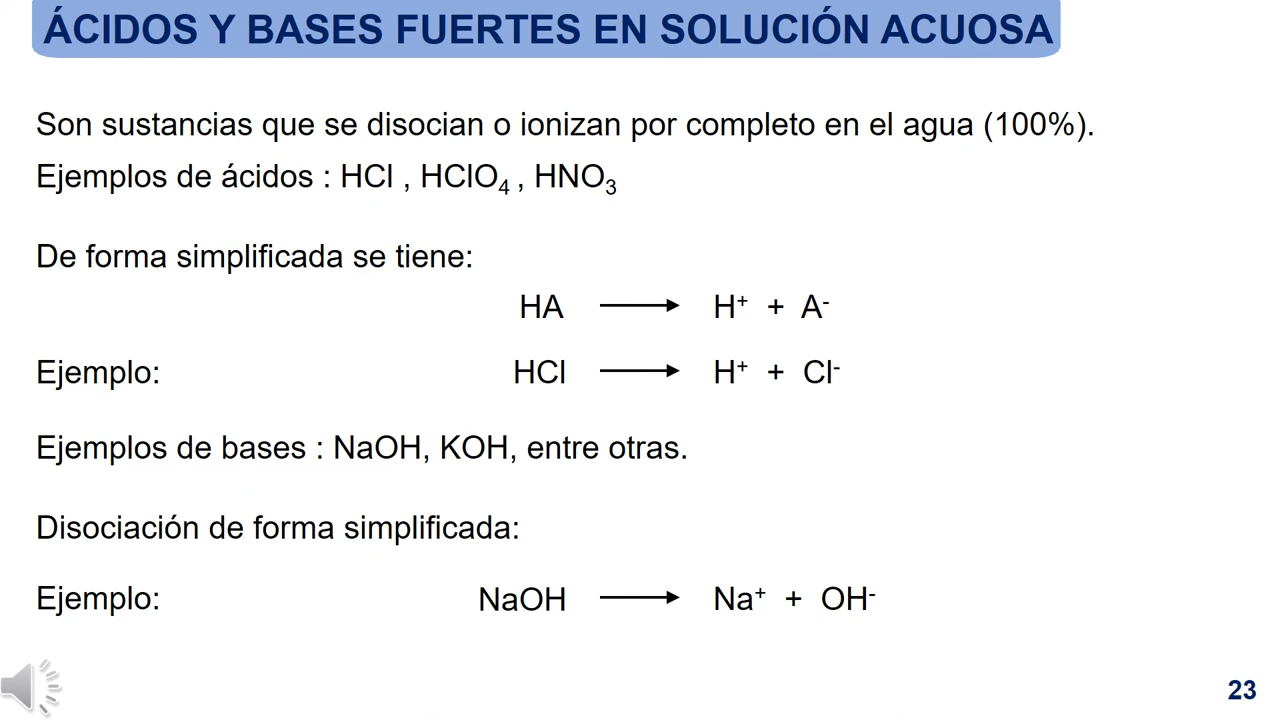 ÁCIDOS Y BASES FUERTES EN SOLUCIÓN ACUOSA
Son sustancias que se disocian o ionizan por completo en el agua (100%).
Ejemplos de ácidos : HCl , HClO₄ , HNO₃
De forma simplificada se tiene:
HA ⟶ H⁺ + A⁻
Ejemplo: HCl ⟶ H⁺ + Cl⁻
Ejemplos de bases : NaOH, KOH, entre otras.
Disociación de forma simplificada:
Ejemplo: NaOH ⟶ Na⁺ + OH⁻
23